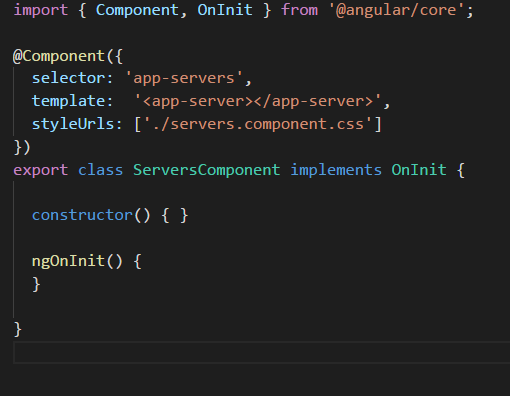 import { Component, OnInit } from '@angular/core';
@Component({
  selector: 'app-servers',
  template:  '<app-server></app-server>',
  styleUrls: ['./servers.component.css']
})
export class ServersComponent implements OnInit {
  constructor() { }
  ngOnInit() {
  }
}